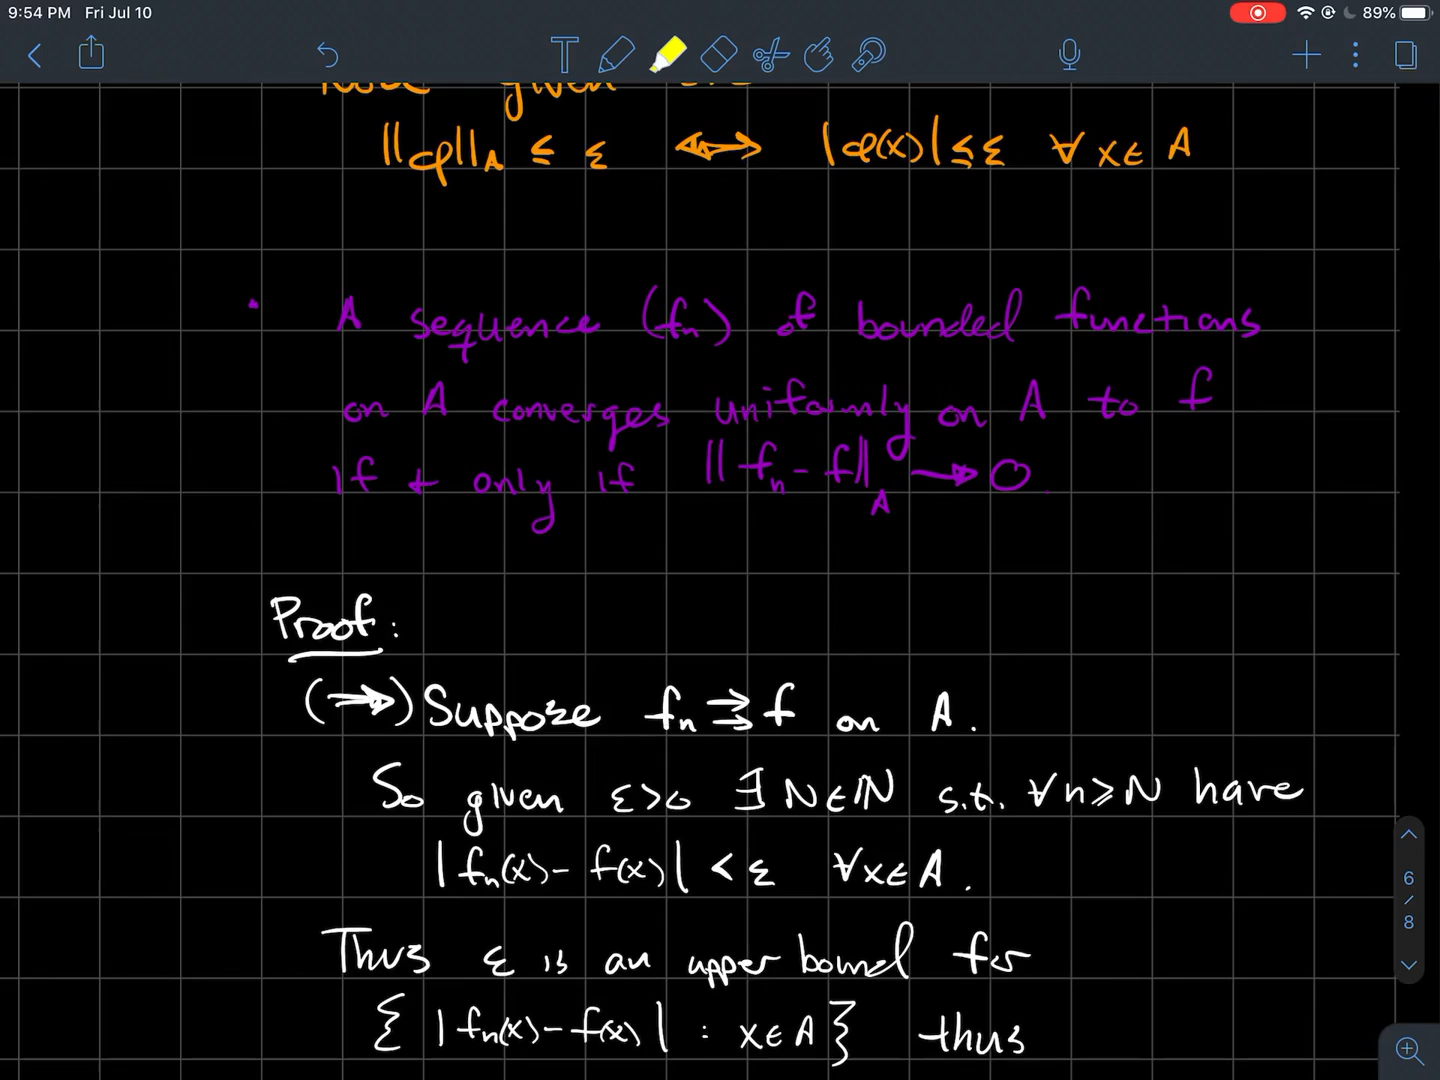 9:54 PM Fri Jul 10
89%
given
||φ||_A ≤ ε ⟺ |φ(x)| ≤ ε ∀ x ∈ A
• A sequence (fₙ) of bounded functions
on A converges uniformly on A to f
if + only if ||fₙ - f||_A → 0.
Proof:
(⇒) Suppose fₙ ⇉ f on A.
So given ε>0 ∃ N∈ℕ s.t. ∀n≥N have
|fₙ(x) - f(x)| < ε ∀x∈A.
Thus ε is an upper bound for
{ |fₙ(x) - f(x)| : x∈A } thus
6
/
8